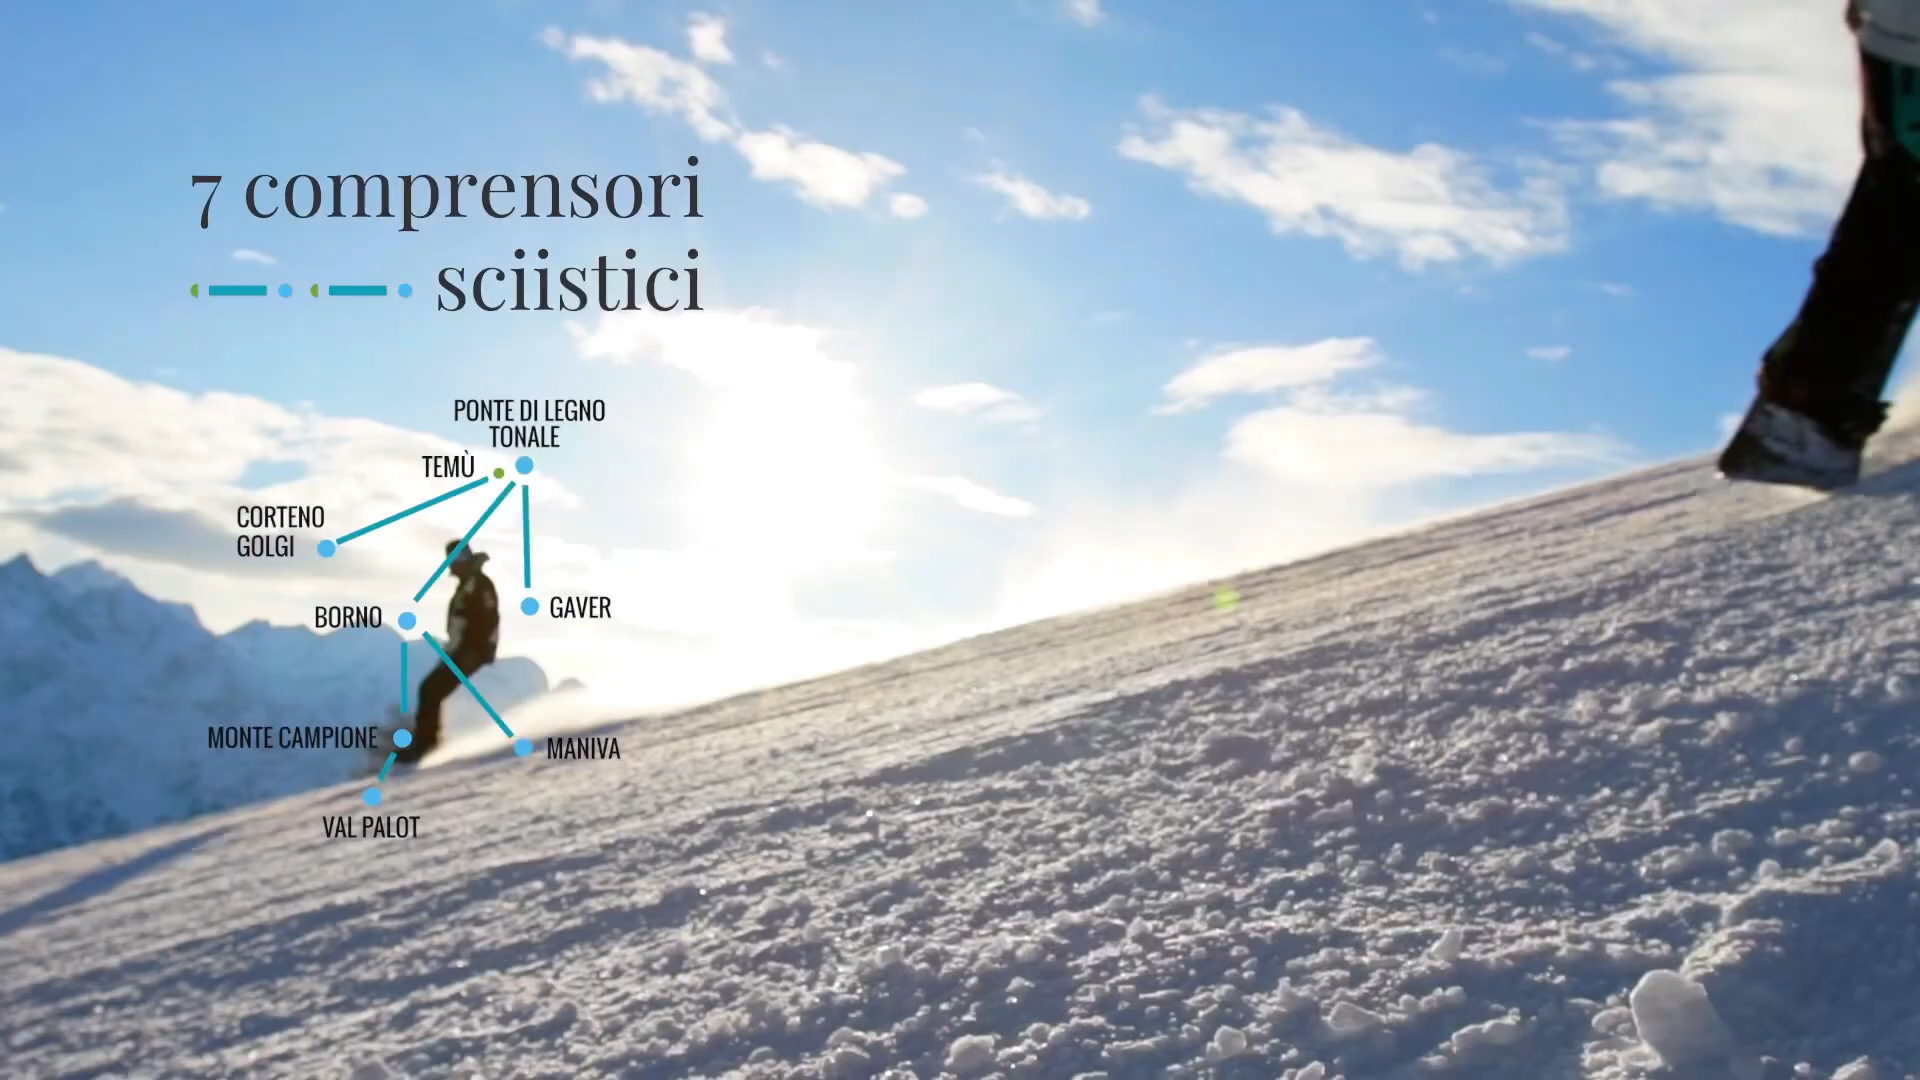 7 comprensori
sciistici
PONTE DI LEGNO
TONALE
TEMÙ
CORTENO
GOLGI
BORNO
GAVER
MONTE CAMPIONE
MANIVA
VAL PALOT